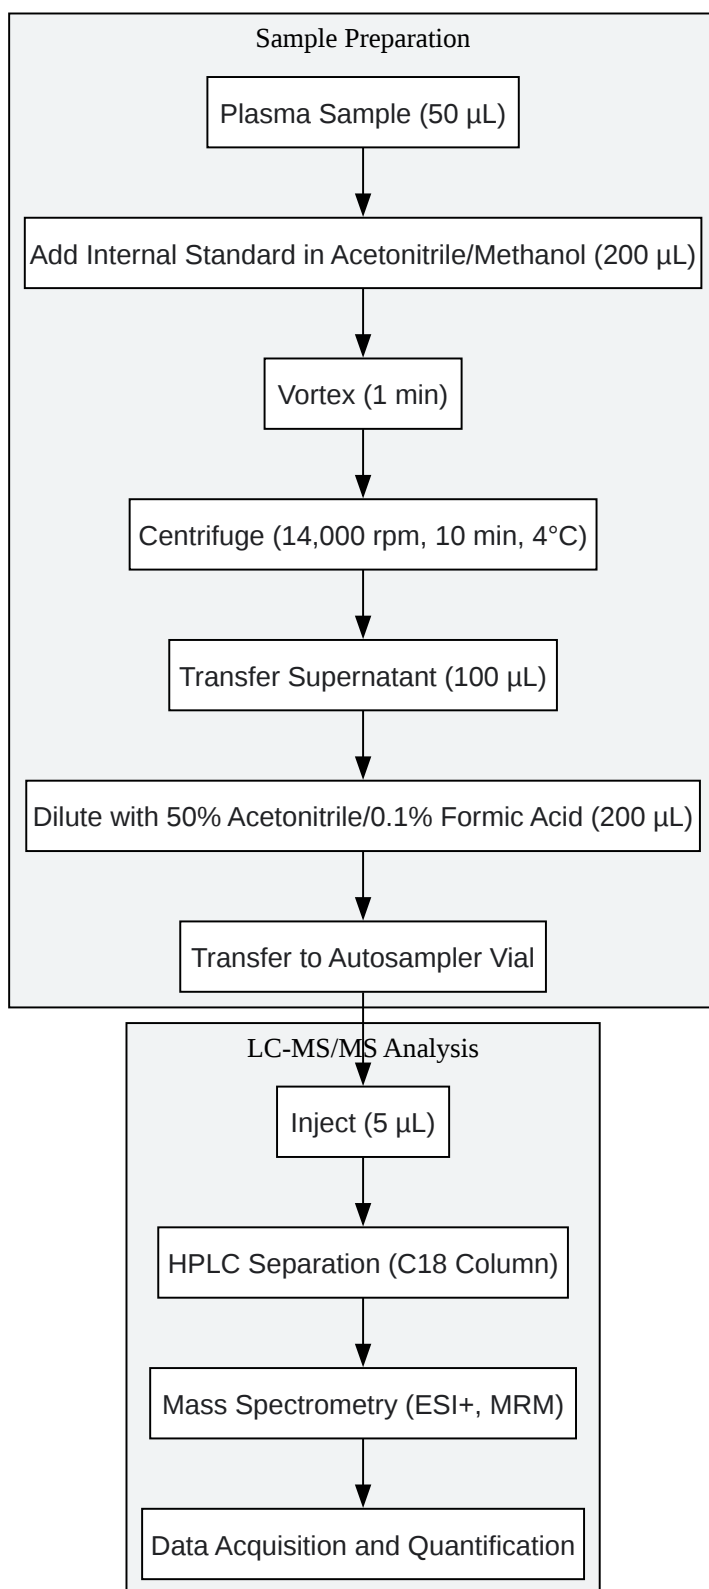 Sample Preparation
Plasma Sample (50 µL)
Add Internal Standard in Acetonitrile/Methanol (200 µL)
Vortex (1 min)
Centrifuge (14,000 rpm, 10 min, 4°C)
Transfer Supernatant (100 µL)
Dilute with 50% Acetonitrile/0.1% Formic Acid (200 µL)
Transfer to Autosampler Vial
LC-MS/MS Analysis
Inject (5 µL)
HPLC Separation (C18 Column)
Mass Spectrometry (ESI+, MRM)
Data Acquisition and Quantification